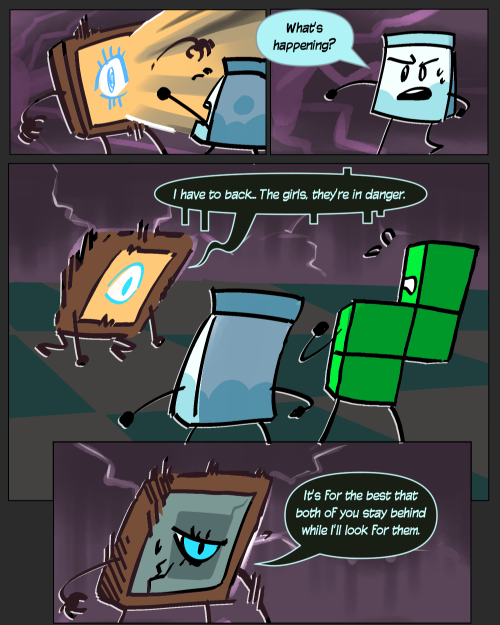 What's
happening?
I have to back... The girls, they're in danger.
It's For the best that
both of you stay behind
while I'll look For them.